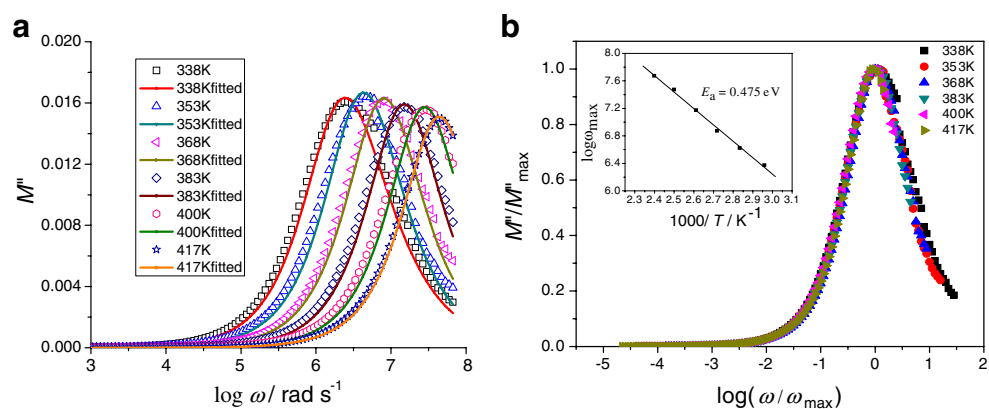 a
0.020
0.016
0.012
0.008
0.004
0.000
M"
3
4
5
6
7
8
log ω / rad s⁻¹
338K
338Kfitted
353K
353Kfitted
368K
368Kfitted
383K
383Kfitted
400K
400Kfitted
417K
417Kfitted
b
1.0
0.8
0.6
0.4
0.2
0.0
M"/M"max
-5
-4
-3
-2
-1
0
1
2
log(ω/ωmax)
338K
353K
368K
383K
400K
417K
8.0
7.6
7.2
6.8
6.4
6.0
logωmax
Ea = 0.475 eV
2.3 2.4 2.5 2.6 2.7 2.8 2.9 3.0 3.1
1000/ T / K⁻¹